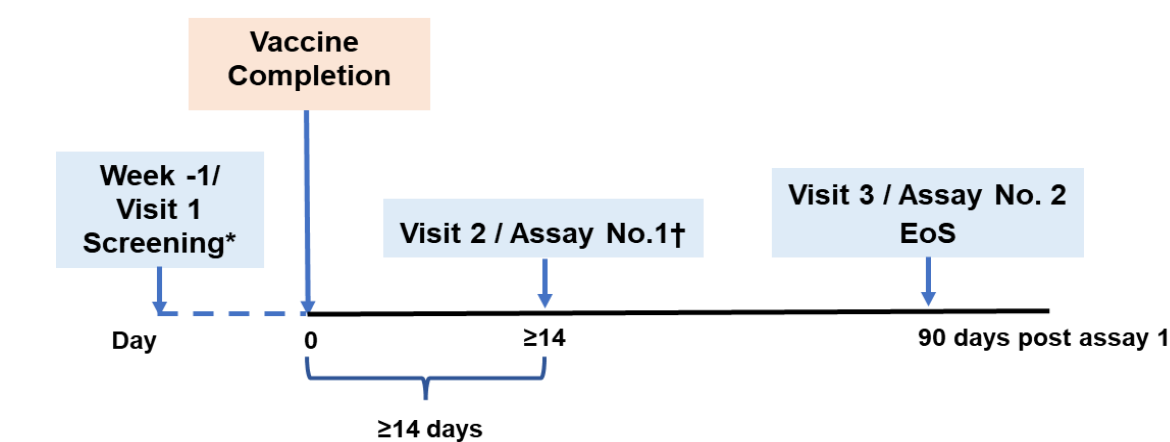 Vaccine
Completion
Week -1/
Visit 1
Screening*
Visit 2 / Assay No.1†
Visit 3 / Assay No. 2
EoS
Day
0
≥14
90 days post assay 1
≥14 days